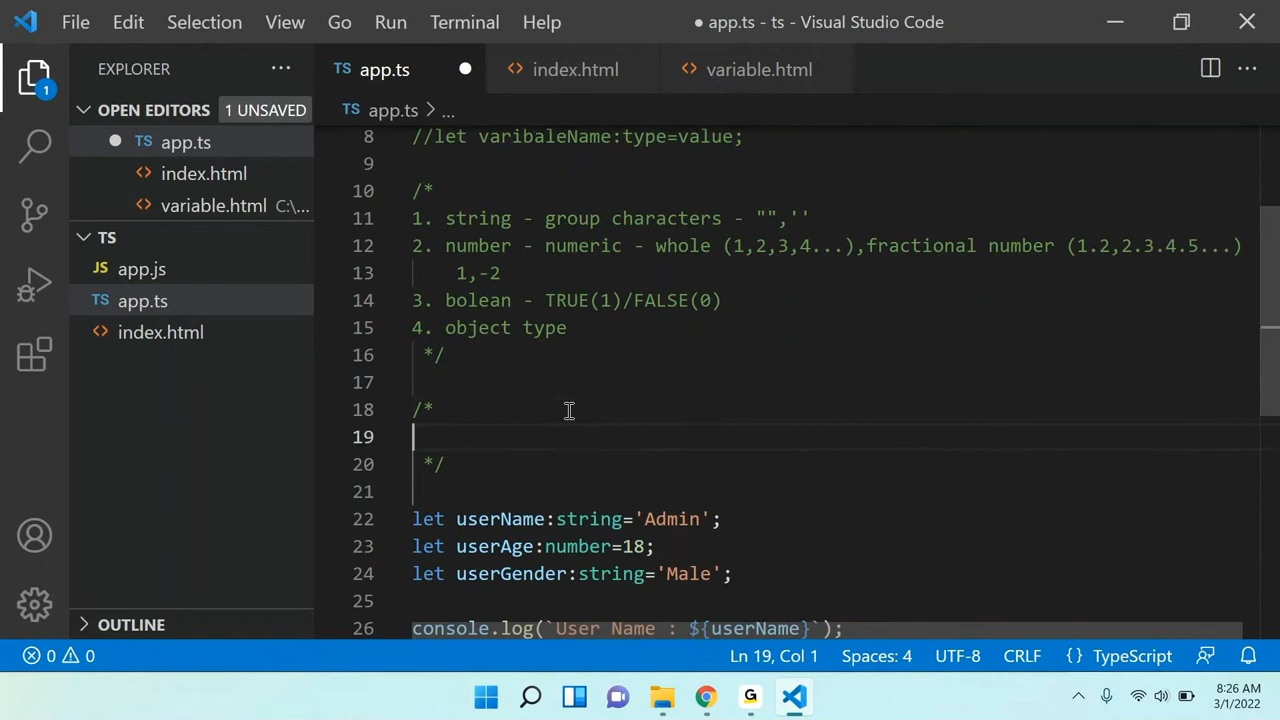 File Edit Selection View Go Run Terminal Help
● app.ts - ts - Visual Studio Code
EXPLORER
TS app.ts
index.html
variable.html
1
OPEN EDITORS 1 UNSAVED
TS app.ts > ...
TS app.ts
index.html
variable.html C:\...
TS
JS app.js
TS app.ts
index.html
OUTLINE
8 //let varibaleName:type=value;
9
10 /*
11 1. string - group characters - "",''
12 2. number - numeric - whole (1,2,3,4...),fractional number (1.2,2.3.4.5...)
13 1,-2
14 3. bolean - TRUE(1)/FALSE(0)
15 4. object type
16 */
17
18 /*
19
20 */
21
22 let userName:string='Admin';
23 let userAge:number=18;
24 let userGender:string='Male';
25
26 console.log(`User Name : ${userName}`);
0 0 Ln 19, Col 1 Spaces: 4 UTF-8 CRLF {} TypeScript
G
8:26 AM
3/1/2022